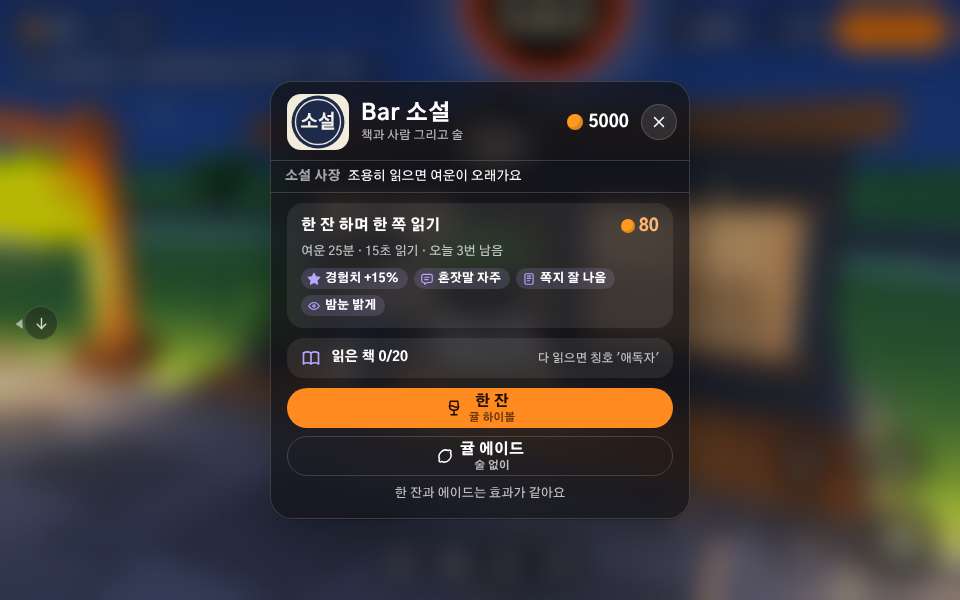 소설
Bar 소설
책과 사람 그리고 술
5000
소설 사장 조용히 읽으면 여운이 오래가요
한 잔 하며 한 쪽 읽기
80
여운 25분 · 15초 읽기 · 오늘 3번 남음
경험치 +15%
혼잣말 자주
쪽지 잘 나옴
밤눈 밝게
읽은 책 0/20
다 읽으면 칭호 '애독자'
한 잔
귤 하이볼
귤 에이드
술 없이
한 잔과 에이드는 효과가 같아요